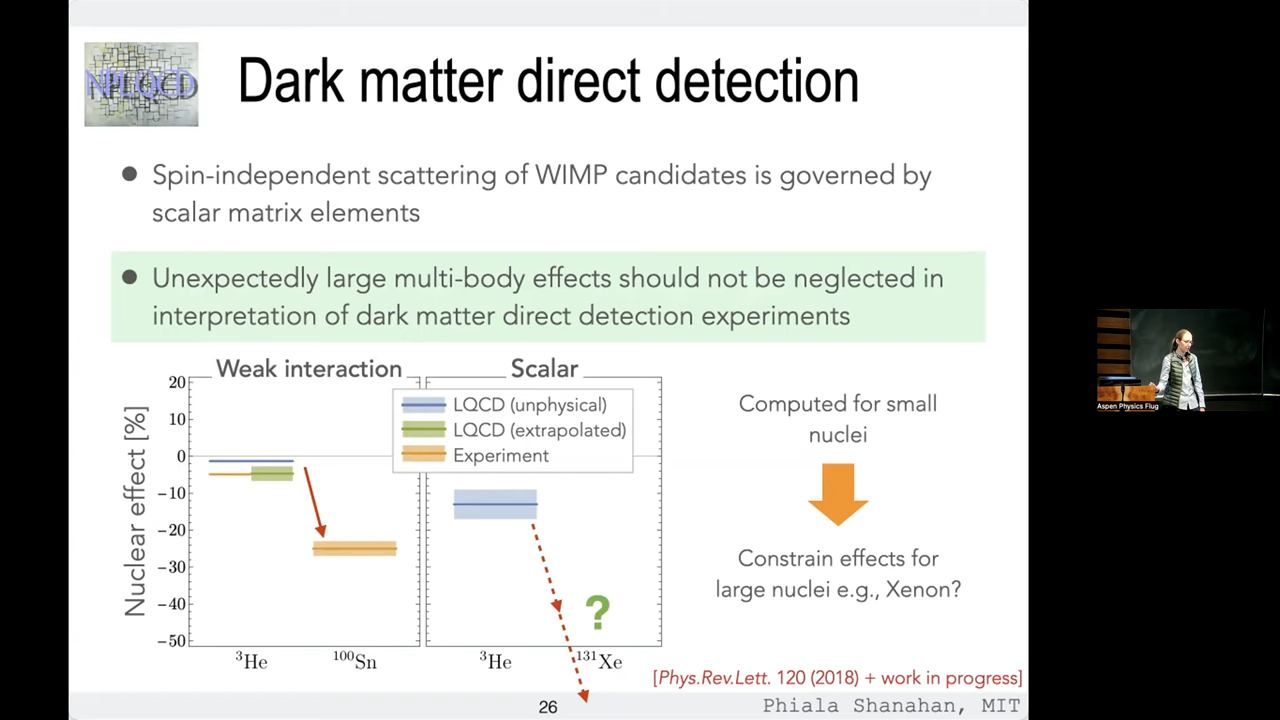 NPLQCD
Dark matter direct detection
● Spin-independent scattering of WIMP candidates is governed by
scalar matrix elements
● Unexpectedly large multi-body effects should not be neglected in
interpretation of dark matter direct detection experiments
Weak interaction
Scalar
Nuclear effect [%]
20
10
0
−10
−20
−30
−40
−50
LQCD (unphysical)
LQCD (extrapolated)
Experiment
?
³He
¹⁰⁰Sn
³He
¹³¹Xe
Computed for small
nuclei
Constrain effects for
large nuclei e.g., Xenon?
[Phys.Rev.Lett. 120 (2018) + work in progress]
26
Phiala Shanahan, MIT
Aspen Physics Flug